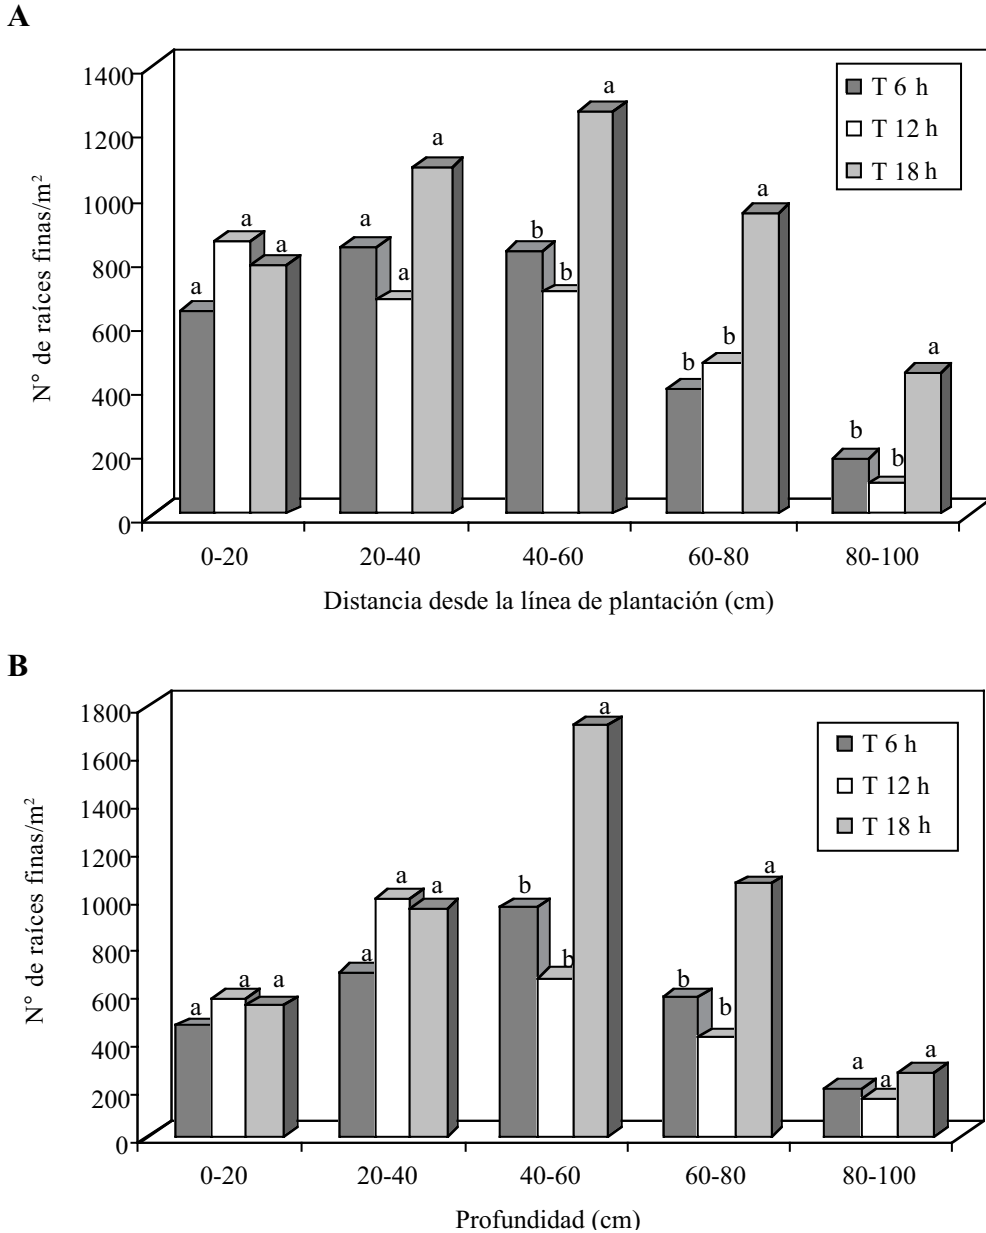 A
1400
1200
1000
800
600
400
200
0
N° de raíces finas/m²
T 6 h
T 12 h
T 18 h
a a a
a a a
b b a
b b a
b b a
0-20 20-40 40-60 60-80 80-100
Distancia desde la línea de plantación (cm)
B
1800
1600
1400
1200
1000
800
600
400
200
0
N° de raíces finas/m²
T 6 h
T 12 h
T 18 h
a a a
a a a
b b a
b b a
a a a
0-20 20-40 40-60 60-80 80-100
Profundidad (cm)